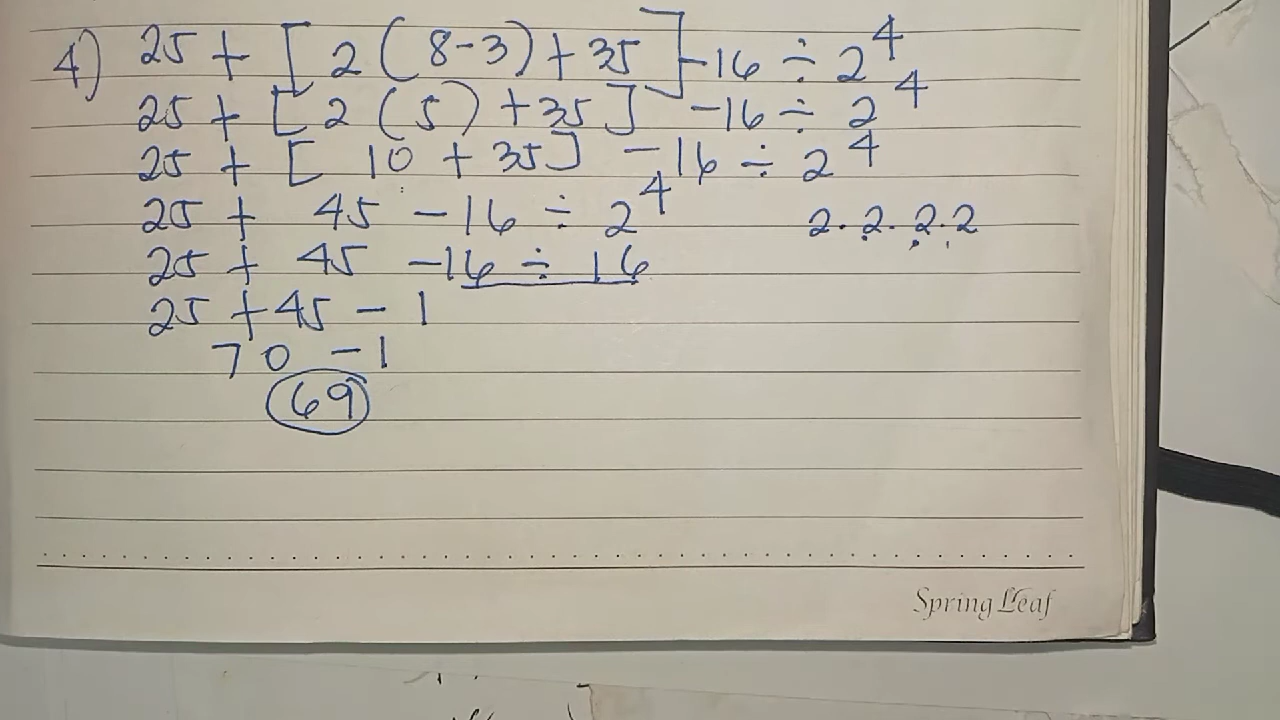 4) 25 + [ 2 ( 8 - 3 ) + 35 ] - 16 ÷ 2⁴
25 + [ 2 ( 5 ) + 35 ] - 16 ÷ 2⁴
25 + [ 10 + 35 ] - 16 ÷ 2⁴
25 + 45 - 16 ÷ 2⁴ 2 · 2 · 2 · 2
25 + 45 - 16 ÷ 16
25 + 45 - 1
70 - 1
69
Spring Leaf